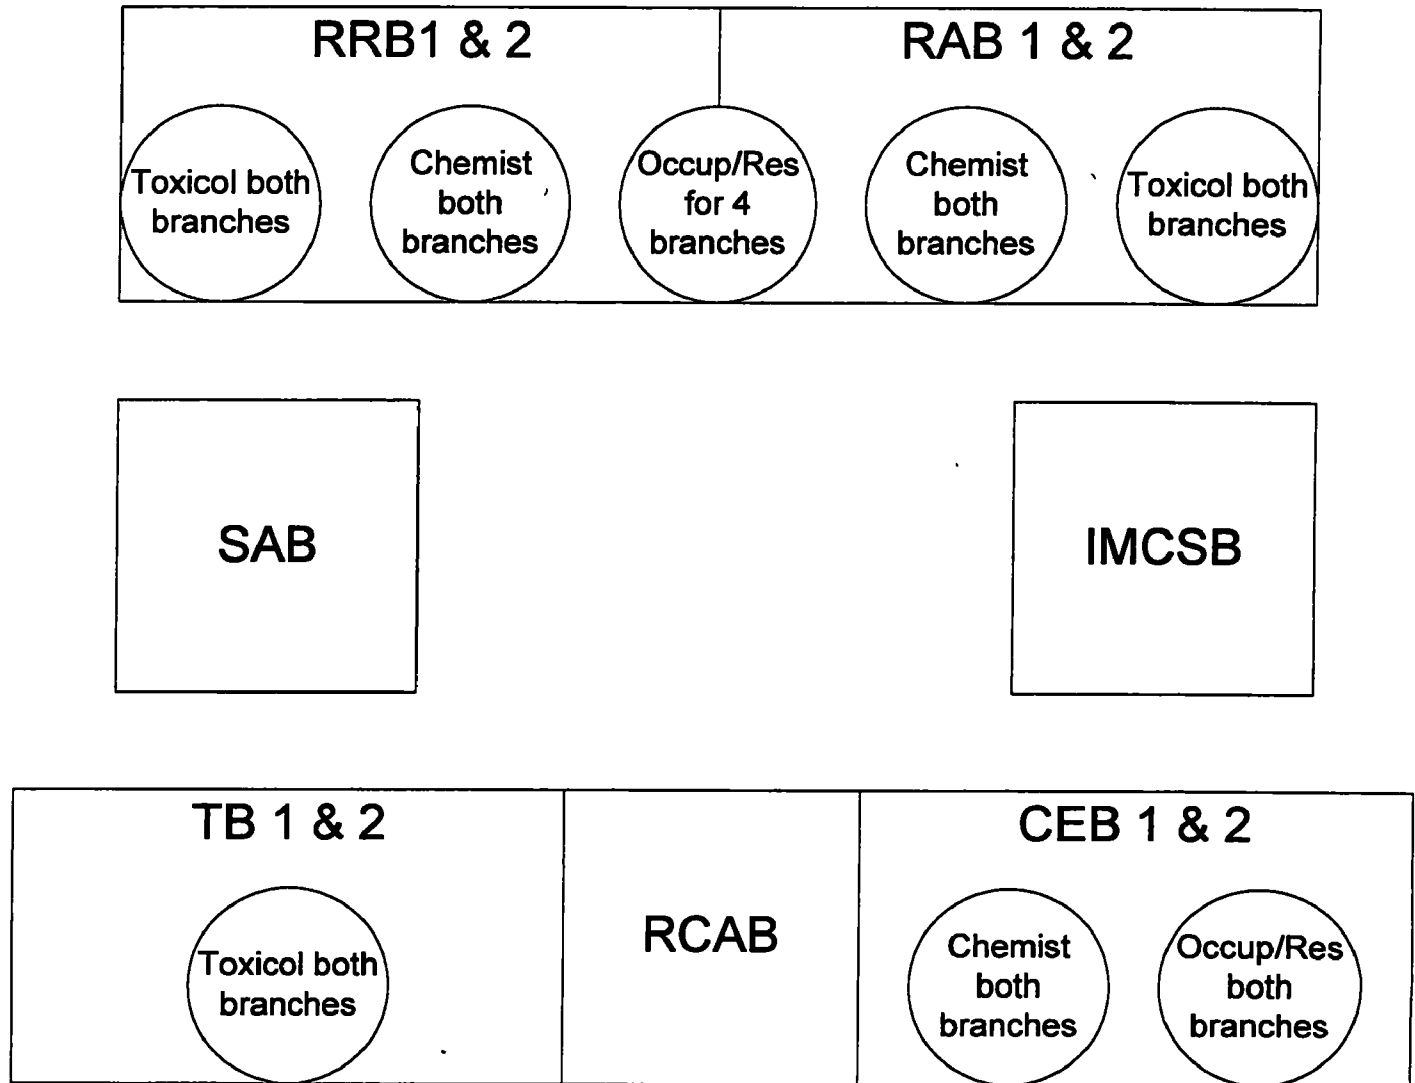 RRB1 & 2
RAB 1 & 2
Toxicol both
branches
Chemist
both
branches
Occup/Res
for 4
branches
Chemist
both
branches
Toxicol both
branches
SAB
IMCSB
TB 1 & 2
RCAB
CEB 1 & 2
Toxicol both
branches
Chemist
both
branches
Occup/Res
both
branches